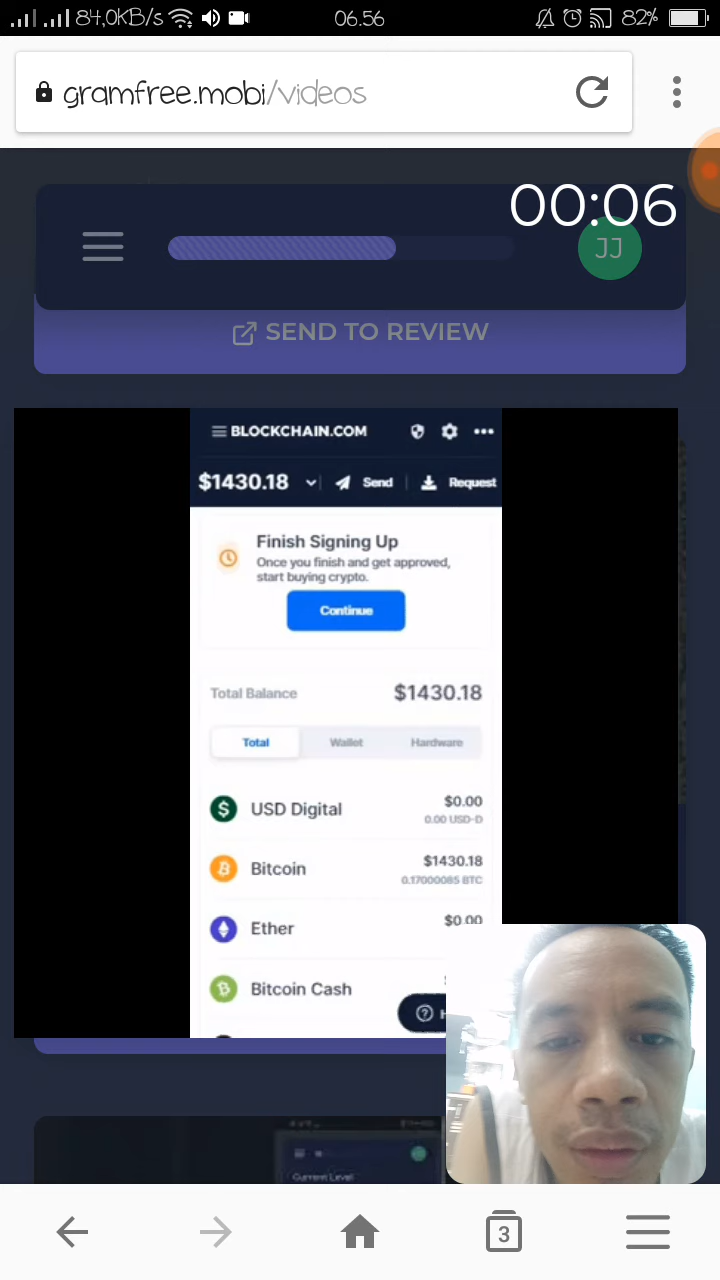 84,0KB/s 06.56 82%
gramfree.mobi/videos
00:06
JJ
SEND TO REVIEW
BLOCKCHAIN.COM
$1430.18 Send Request
Finish Signing Up
Once you finish and get approved,
start buying crypto.
Continue
Total Balance $1430.18
Total Wallet Hardware
USD Digital $0.00
0.00 USD-D
Bitcoin $1430.18
0.17000085 BTC
Ether $0.00
Bitcoin Cash
Current Level
3